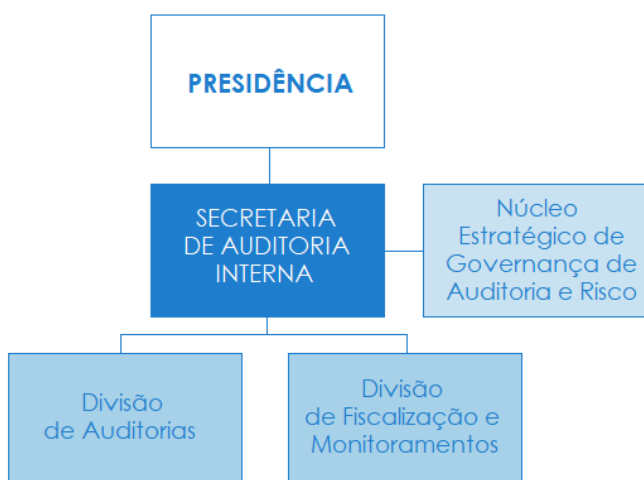 PRESIDÊNCIA
SECRETARIA
DE AUDITORIA
INTERNA
Núcleo
Estratégico de
Governança de
Auditoria e Risco
Divisão
de Auditorias
Divisão
de Fiscalização e
Monitoramentos